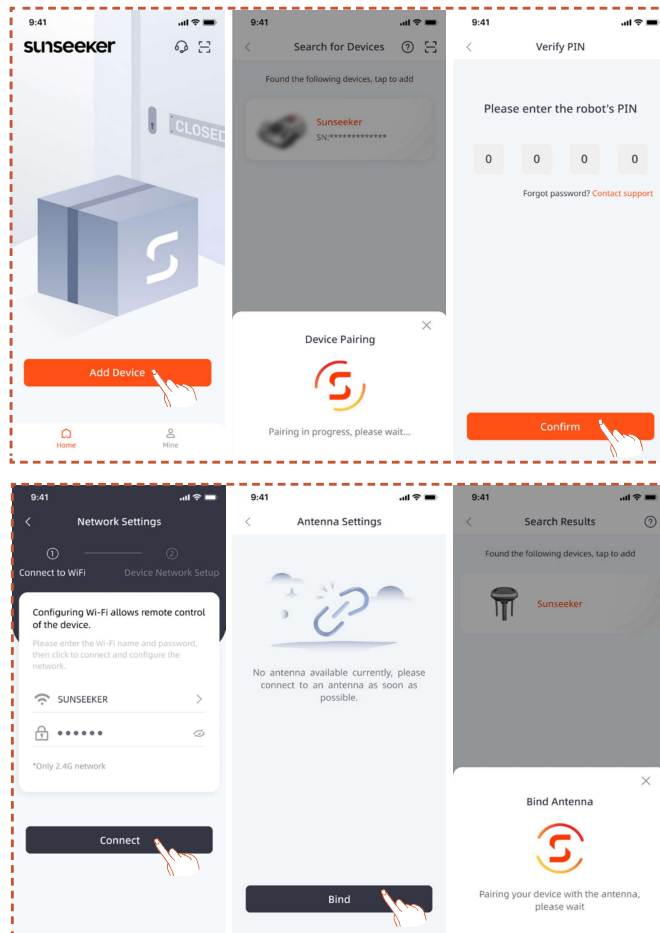 9:41
sunseeker
CLOSED
Add Device
Home
Mine
9:41
Search for Devices
Found the following devices, tap to add
Sunseeker
SN:*************
Device Pairing
Pairing in progress, please wait...
9:41
Verify PIN
Please enter the robot's PIN
0 0 0 0
Forgot password? Contact support
Confirm
9:41
Network Settings
1 2
Connect to WiFi Device Network Setup
Configuring Wi-Fi allows remote control
of the device.
Please enter the Wi-Fi name and password,
then click to connect and configure the
network.
SUNSEEKER
*Only 2.4G network
Connect
9:41
Antenna Settings
No antenna available currently, please
connect to an antenna as soon as
possible.
Bind
9:41
Search Results
Found the following devices, tap to add
Sunseeker
Bind Antenna
Pairing your device with the antenna,
please wait